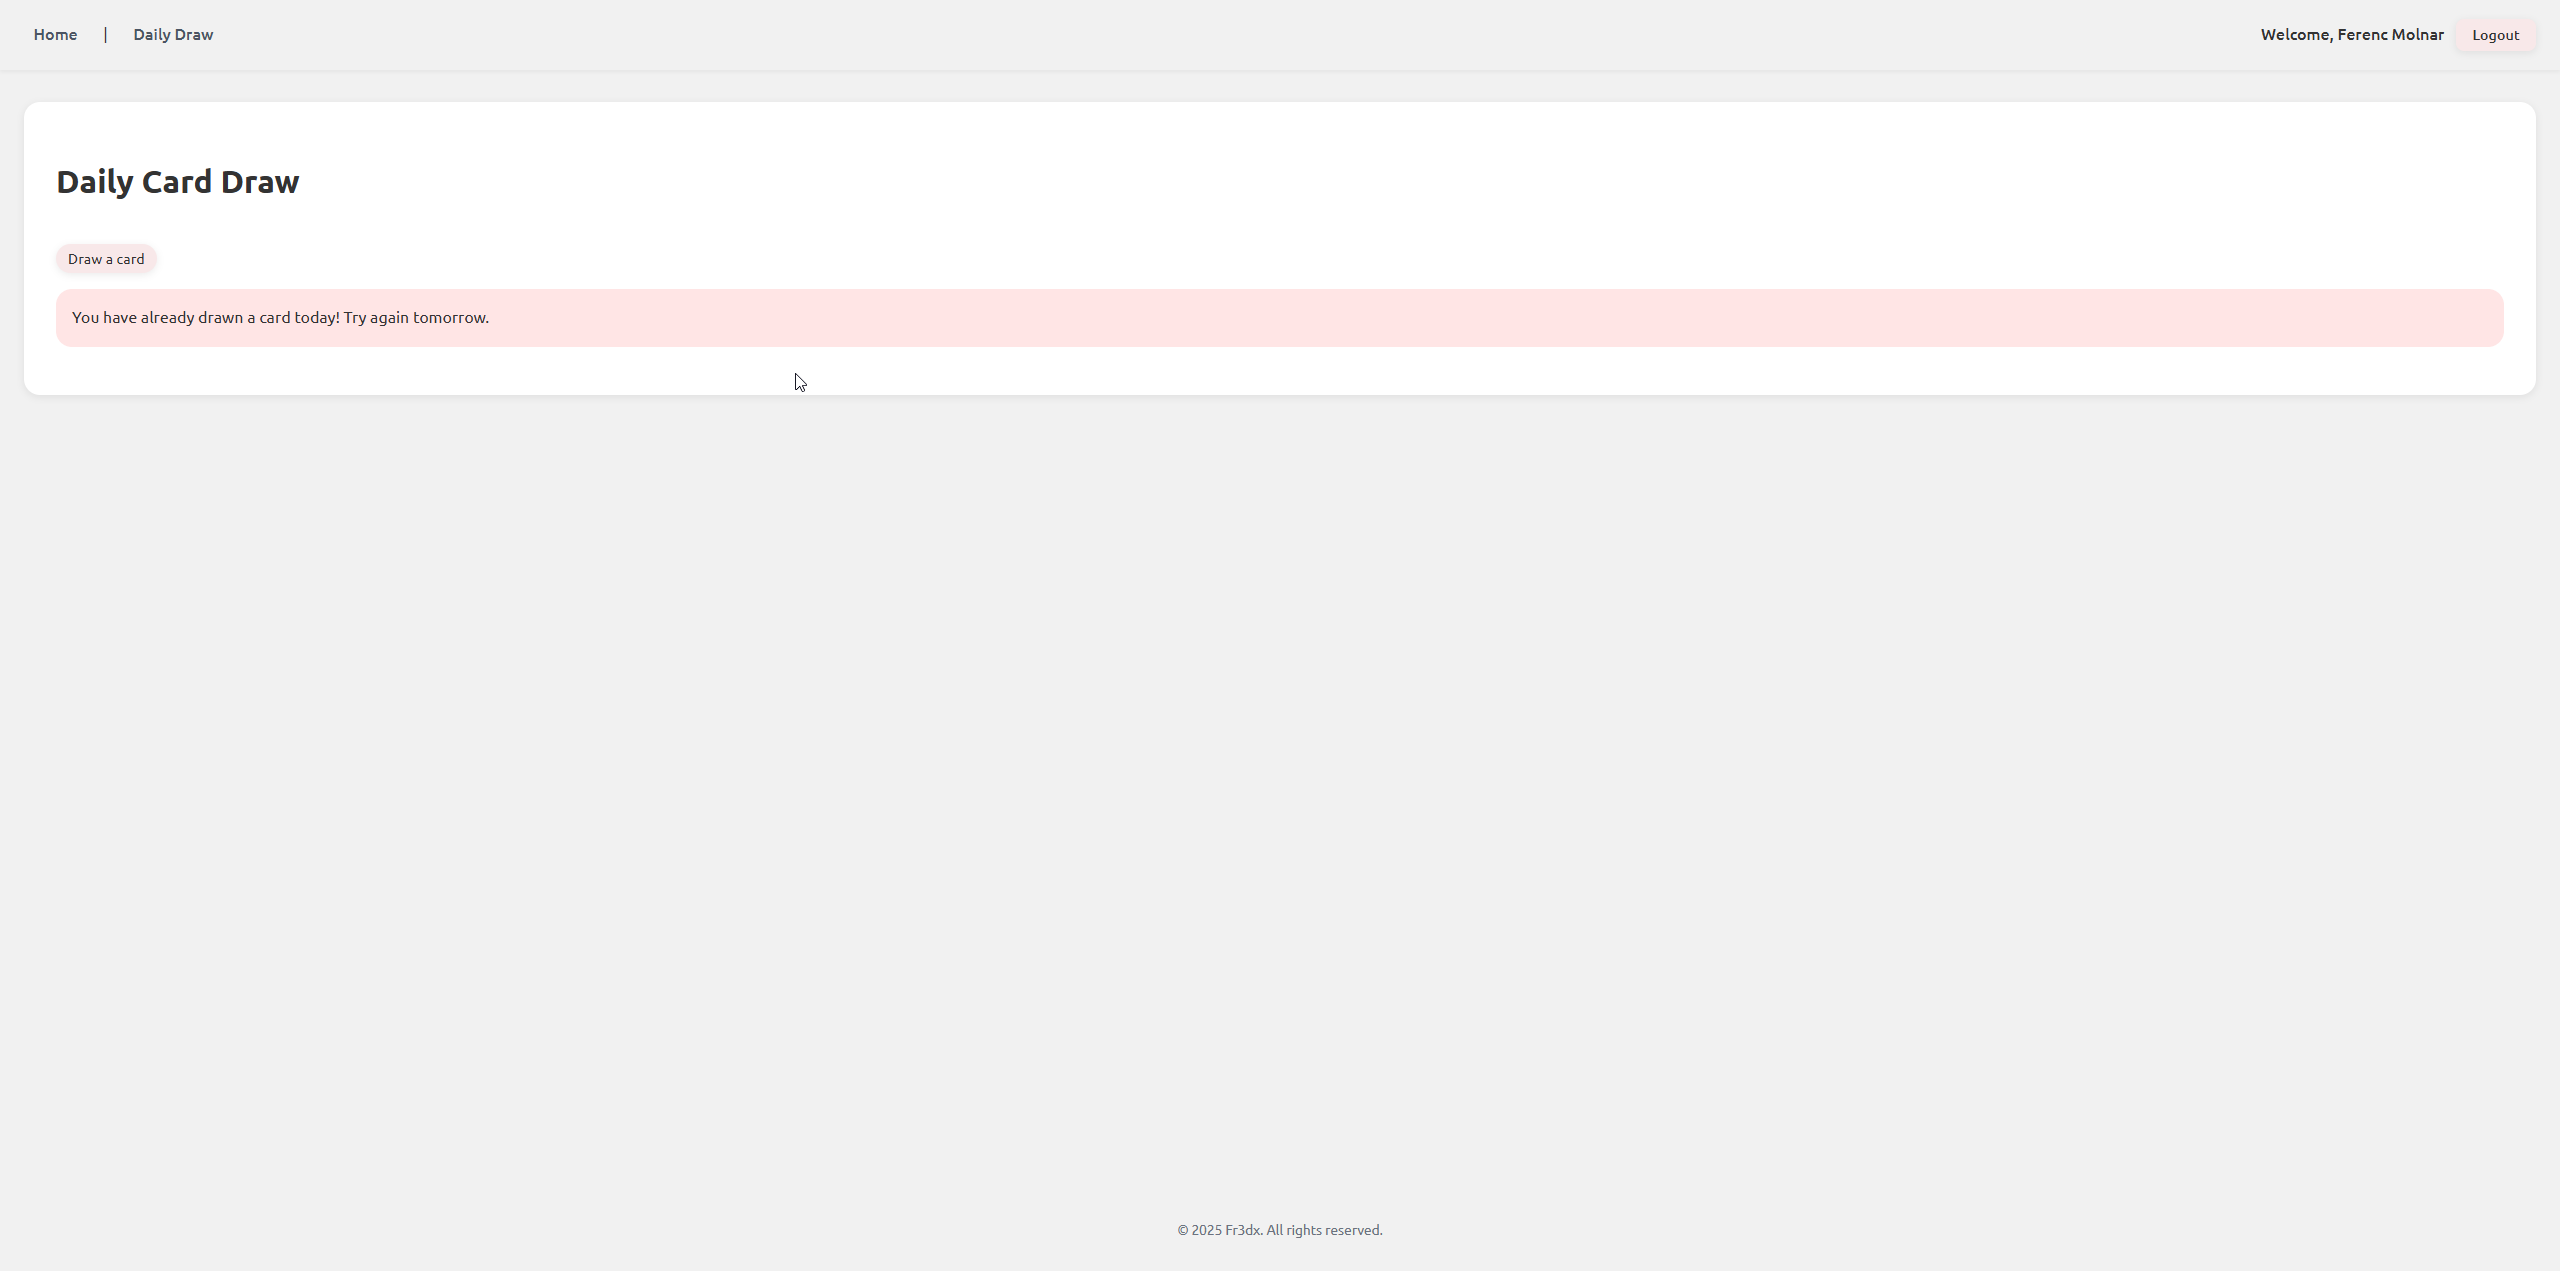 Home | Daily Draw Welcome, Ferenc Molnar Logout
Daily Card Draw
Draw a card
You have already drawn a card today! Try again tomorrow.
© 2025 Fr3dx. All rights reserved.